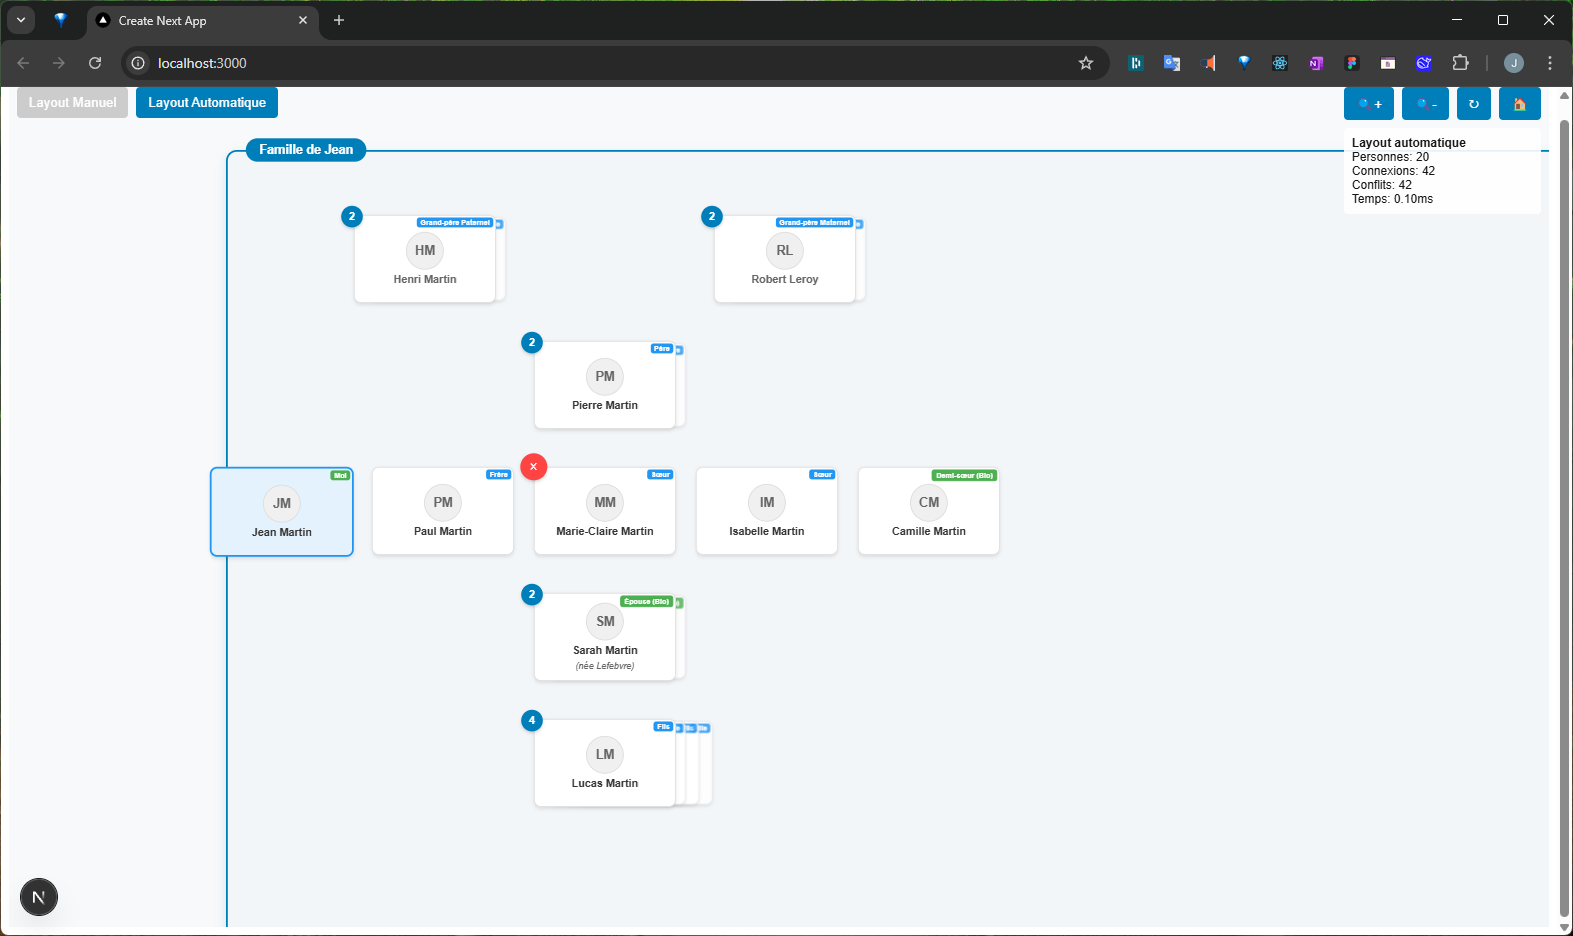 Create Next App
localhost:3000
J
Layout Manuel
Layout Automatique
+
-
Famille de Jean
Layout automatique
Personnes: 20
Connexions: 42
Conflits: 42
Temps: 0.10ms
2
Grand-père Paternel
HM
Henri Martin
2
Grand-père Maternel
RL
Robert Leroy
2
Père
PM
Pierre Martin
Moi
JM
Jean Martin
Frère
PM
Paul Martin
x
Sœur
MM
Marie-Claire Martin
Sœur
IM
Isabelle Martin
Demi-sœur (Bio)
CM
Camille Martin
2
Épouse (Bio)
SM
Sarah Martin
(née Lefebvre)
4
Fils
LM
Lucas Martin
N